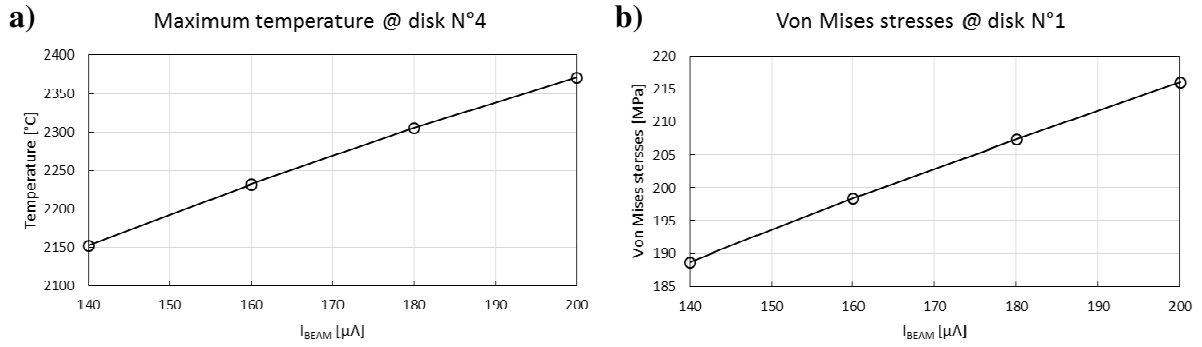 a)
Maximum temperature @ disk N°4
Temperature [°C]
2400
2350
2300
2250
2200
2150
2100
140 150 160 170 180 190 200
I_BEAM [μA]
b)
Von Mises stresses @ disk N°1
Von Mises stersses [MPa]
220
215
210
205
200
195
190
185
140 150 160 170 180 190 200
I_BEAM [μA]